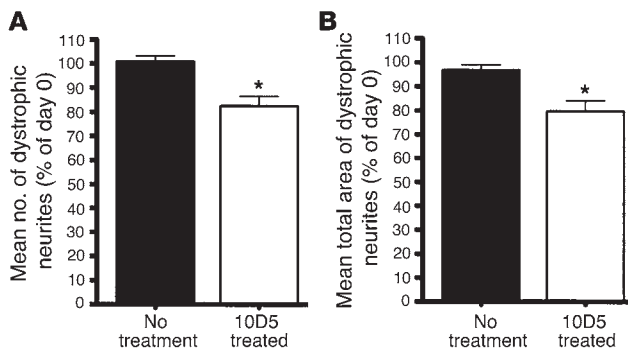 A
Mean no. of dystrophic
neurites (% of day 0)
110
100
90
80
70
60
50
40
30
20
10
0
*
No
treatment
10D5
treated
B
Mean total area of dystrophic
neurites (% of day 0)
110
100
90
80
70
60
50
40
30
20
10
0
*
No
treatment
10D5
treated